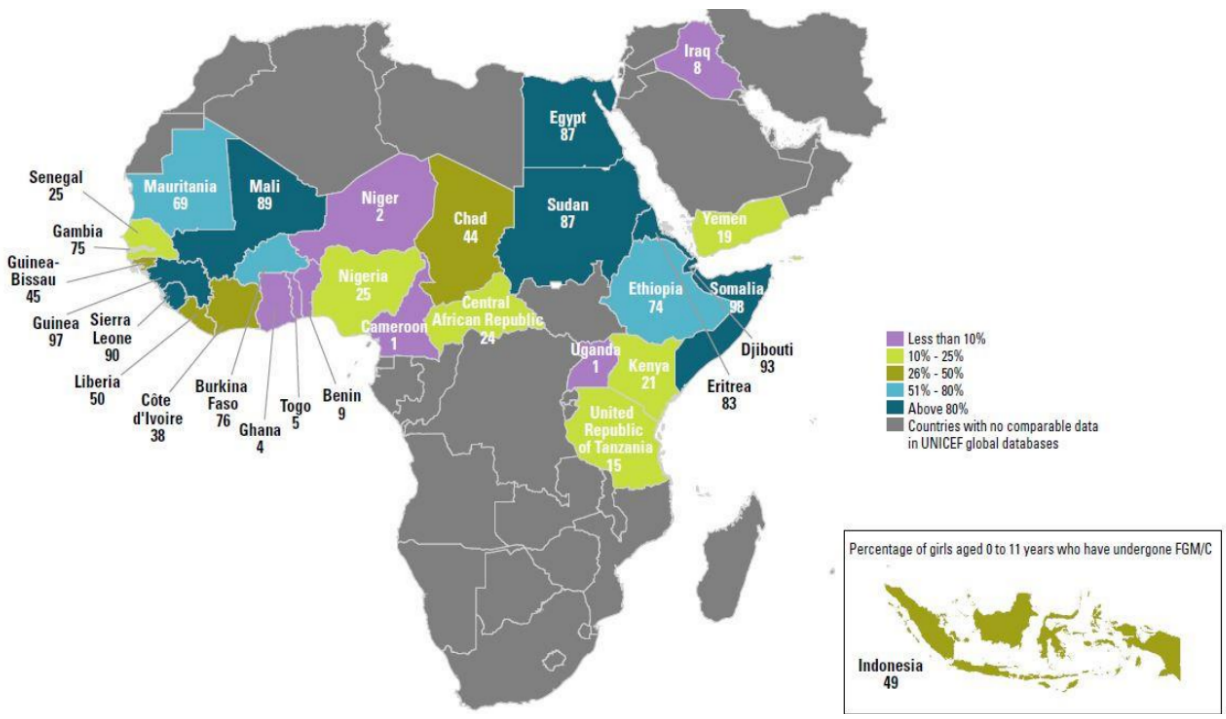 Iraq
8
Egypt
87
Senegal
25
Mauritania
69
Mali
89
Niger
2
Chad
44
Sudan
87
Yemen
19
Gambia
75
Guinea-
Bissau
45
Nigeria
25
Ethiopia
74
Somalia
98
Guinea
97
Sierra
Leone
90
Central
African Republic
24
Cameroon
1
Uganda
1
Kenya
21
Djibouti
93
Eritrea
83
Liberia
50
Côte
d'Ivoire
38
Burkina
Faso
76
Ghana
4
Togo
5
Benin
9
United
Republic
of Tanzania
15
Less than 10%
10% - 25%
26% - 50%
51% - 80%
Above 80%
Countries with no comparable data
in UNICEF global databases
Percentage of girls aged 0 to 11 years who have undergone FGM/C
Indonesia
49